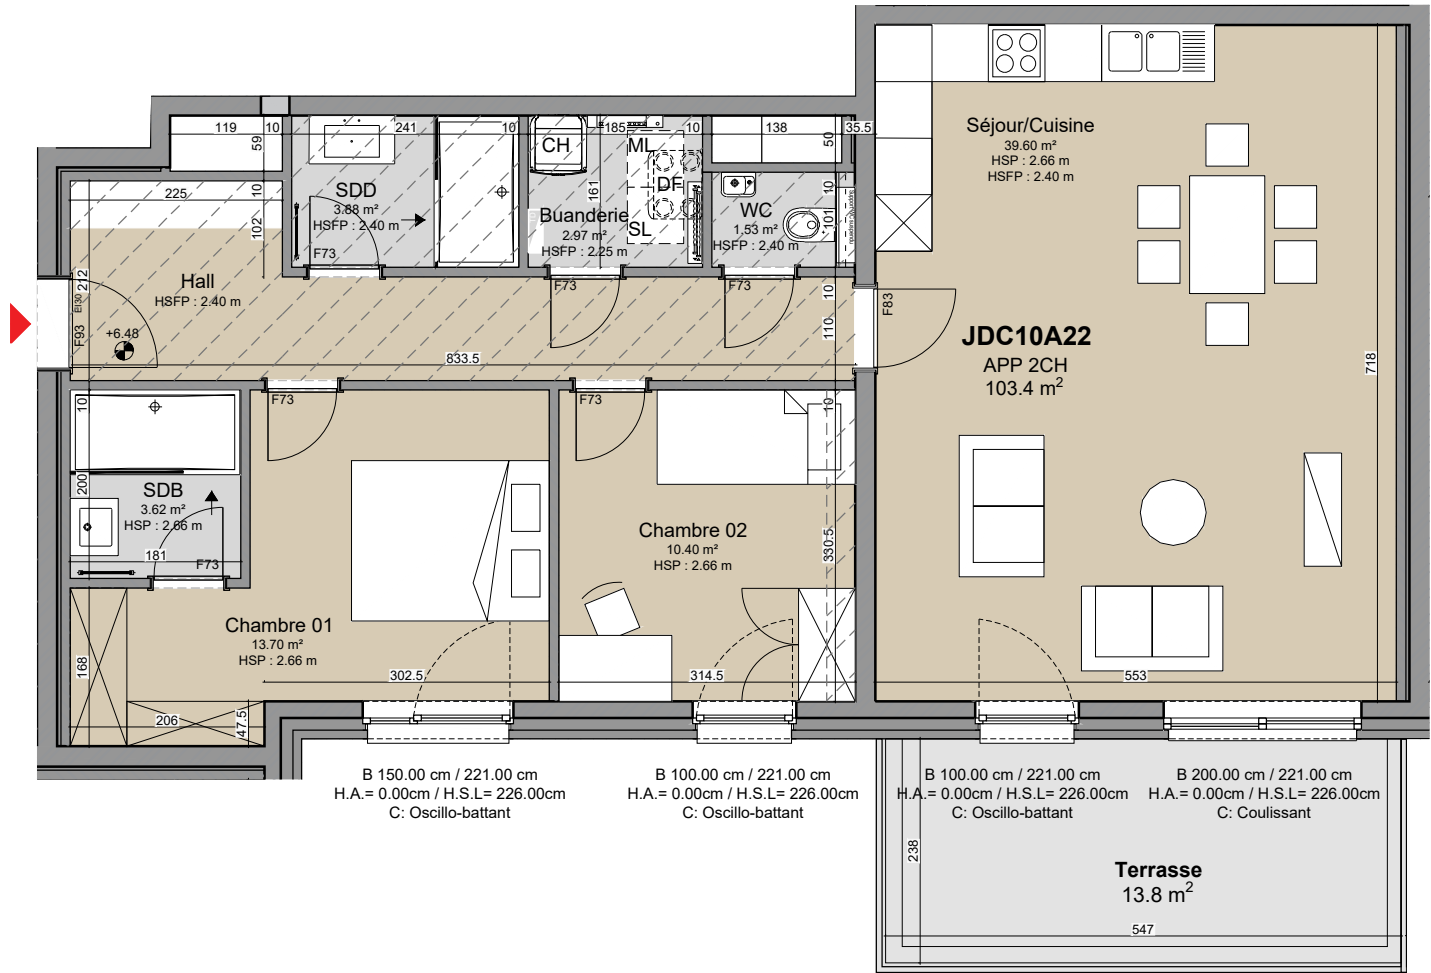 119
10
241
10
185
10
138
35.5
59
50
CH
ML
Séjour/Cuisine
39.60 m²
HSP : 2.66 m
HSFP : 2.40 m
225
10
102
SDD
3.88 m²
HSFP : 2.40 m
F73
161
DF
Buanderie
2.97 m²
HSFP : 2.25 m
SL
WC
1.53 m²
HSFP : 2.40 m
10
101
Hall
HSFP : 2.40 m
212
EI30
F93
+6.48
F73
F73
10
110
F83
833.5
JDC10A22
APP 2CH
103.4 m²
718
10
F73
F73
10
200
SDB
3.62 m²
HSP : 2.66 m
181
F73
Chambre 02
10.40 m²
HSP : 2.66 m
330.5
Chambre 01
13.70 m²
HSP : 2.66 m
168
302.5
314.5
553
206
47.5
B 150.00 cm / 221.00 cm
H.A.= 0.00cm / H.S.L= 226.00cm
C: Oscillo-battant
B 100.00 cm / 221.00 cm
H.A.= 0.00cm / H.S.L= 226.00cm
C: Oscillo-battant
B 100.00 cm / 221.00 cm
H.A.= 0.00cm / H.S.L= 226.00cm
C: Oscillo-battant
B 200.00 cm / 221.00 cm
H.A.= 0.00cm / H.S.L= 226.00cm
C: Coulissant
238
Terrasse
13.8 m²
547